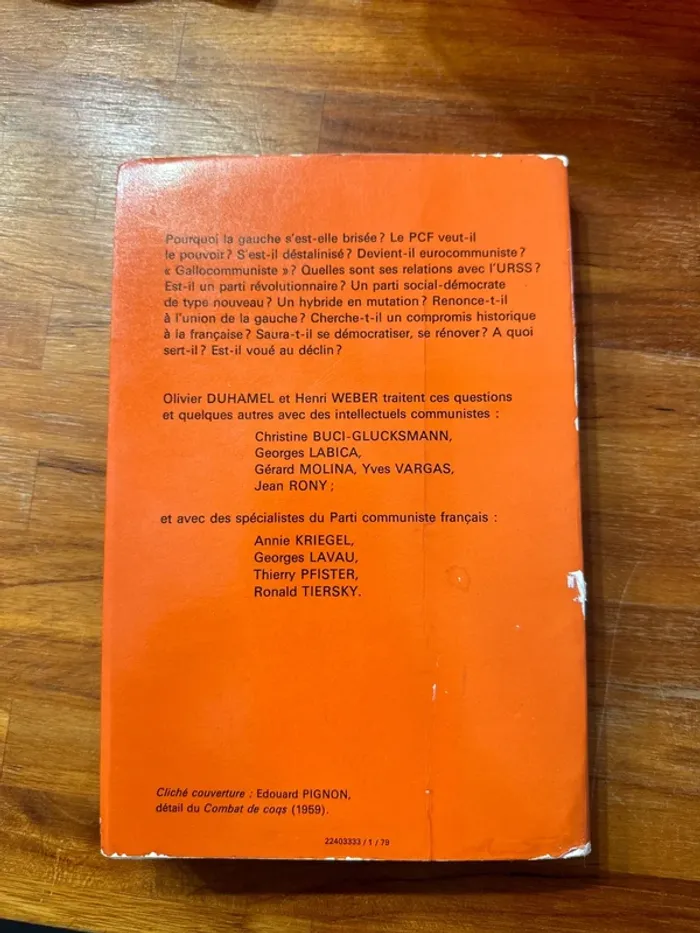 Pourquoi la gauche s'est-elle brisée ? Le PCF veut-il
le pouvoir ? S'est-il déstalinisé ? Devient-il eurocommuniste ?
« Gallocommuniste » ? Quelles sont ses relations avec l'URSS ?
Est-il un parti révolutionnaire ? Un parti social-démocrate
de type nouveau ? Un hybride en mutation ? Renonce-t-il
à l'union de la gauche ? Cherche-t-il un compromis historique
à la française ? Saura-t-il se démocratiser, se rénover ? A quoi
sert-il ? Est-il voué au déclin ?
Olivier DUHAMEL et Henri WEBER traitent ces questions
et quelques autres avec des intellectuels communistes :
Christine BUCI-GLUCKSMANN,
Georges LABICA,
Gérard MOLINA, Yves VARGAS,
Jean RONY ;
et avec des spécialistes du Parti communiste français :
Annie KRIEGEL,
Georges LAVAU,
Thierry PFISTER,
Ronald TIERSKY.
Cliché couverture : Edouard PIGNON,
détail du Combat de coqs (1959).
22403333 / 1 / 79